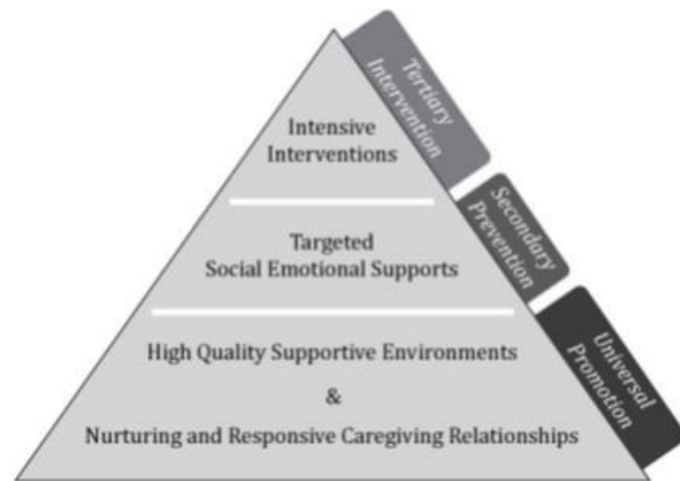 Tertiary
Intervention
Intensive
Interventions
Secondary
Prevention
Targeted
Social Emotional Supports
Universal
Promotion
High Quality Supportive Environments
&
Nurturing and Responsive Caregiving Relationships